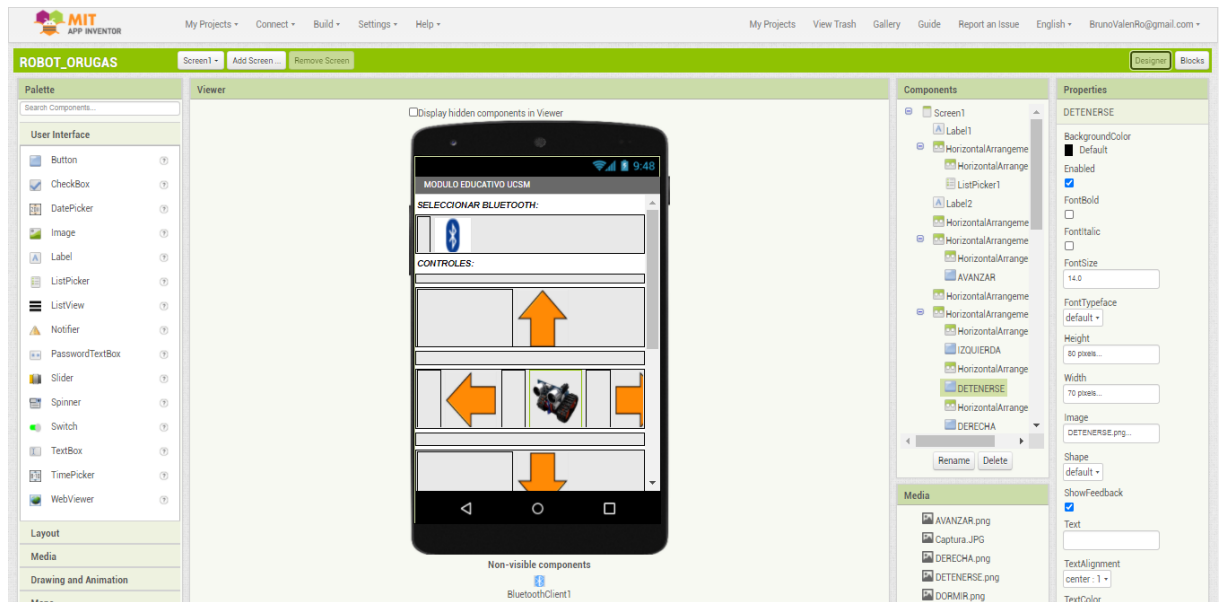 MIT
APP INVENTOR
My Projects
Connect
Build
Settings
Help
My Projects
View Trash
Gallery
Guide
Report an Issue
English
BrunoValenRo@gmail.com
ROBOT_ORUGAS
Screen1
Add Screen ...
Remove Screen
Designer
Blocks
Palette
Search Components...
User Interface
Button
CheckBox
DatePicker
Image
Label
ListPicker
ListView
Notifier
PasswordTextBox
Slider
Spinner
Switch
TextBox
TimePicker
WebViewer
Layout
Media
Drawing and Animation
Viewer
Display hidden components in Viewer
9:48
MODULO EDUCATIVO UCSM
SELECCIONAR BLUETOOTH:
CONTROLES:
Non-visible components
BluetoothClient1
Components
Screen1
Label1
HorizontalArrangeme
HorizontalArrange
ListPicker1
Label2
HorizontalArrangeme
HorizontalArrangeme
HorizontalArrange
AVANZAR
HorizontalArrangeme
HorizontalArrangeme
HorizontalArrange
IZQUIERDA
HorizontalArrange
DETENERSE
HorizontalArrange
DERECHA
Rename
Delete
Media
AVANZAR.png
Captura.JPG
DERECHA.png
DETENERSE.png
DORMIR.png
Properties
DETENERSE
BackgroundColor
Default
Enabled
FontBold
FontItalic
FontSize
14.0
FontTypeface
default
Height
80 pixels...
Width
70 pixels...
Image
DETENERSE.png...
Shape
default
ShowFeedback
Text
TextAlignment
center : 1
TextColor